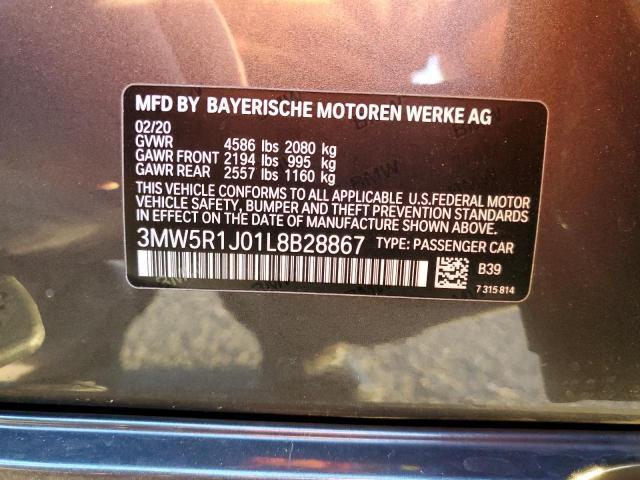 MFD BY BAYERISCHE MOTOREN WERKE AG
02/20
GVWR 4586 lbs 2080 kg
GAWR FRONT 2194 lbs 995 kg
GAWR REAR 2557 lbs 1160 kg
THIS VEHICLE CONFORMS TO ALL APPLICABLE U.S.FEDERAL MOTOR
VEHICLE SAFETY, BUMPER AND THEFT PREVENTION STANDARDS
IN EFFECT ON THE DATE OF MANUFACTURE SHOWN ABOVE.
3MW5R1J01L8B28867 TYPE: PASSENGER CAR
B39
7 315 814